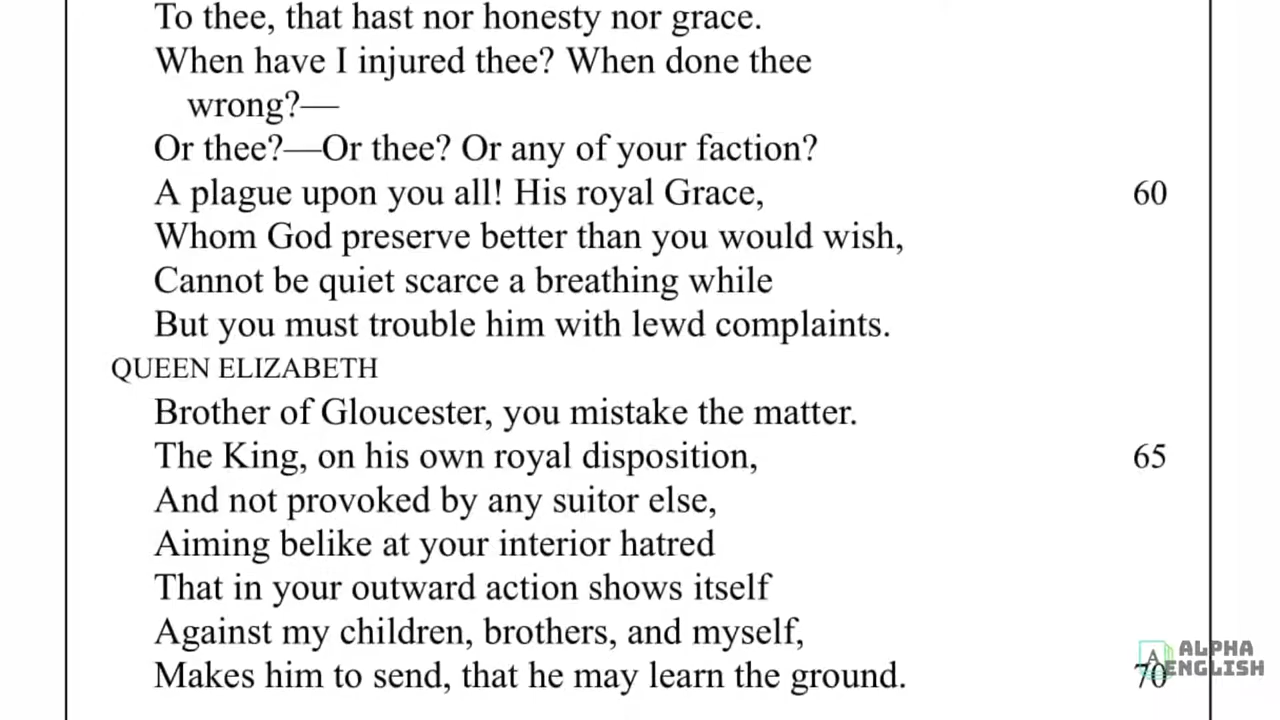 To thee, that hast nor honesty nor grace.
When have I injured thee? When done thee
wrong?—
Or thee?—Or thee? Or any of your faction?
A plague upon you all! His royal Grace, 60
Whom God preserve better than you would wish,
Cannot be quiet scarce a breathing while
But you must trouble him with lewd complaints.
QUEEN ELIZABETH
Brother of Gloucester, you mistake the matter.
The King, on his own royal disposition, 65
And not provoked by any suitor else,
Aiming belike at your interior hatred
That in your outward action shows itself
Against my children, brothers, and myself,
Makes him to send, that he may learn the ground. 70
A ALPHA
ENGLISH